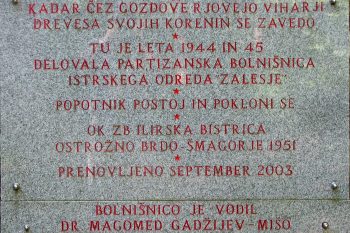 KADAR ČEZ GOZDOVE RJOVEJO VIHARJI
DREVESA SVOJIH KORENIN SE ZAVEDO
TU JE LETA 1944 IN 45
DELOVALA PARTIZANSKA BOLNIŠNICA
ISTRSKEGA ODREDA "ZALESJE"
POPOTNIK POSTOJ IN POKLONI SE
OK ZB ILIRSKA BISTRICA
OSTROŽNO BRDO-ŠMAGORJE 1951
PRENOVLJENO SEPTEMBER 2003
BOLNIŠNICO JE VODIL
DR MAGOMED GADŽIJEV-MIŠO